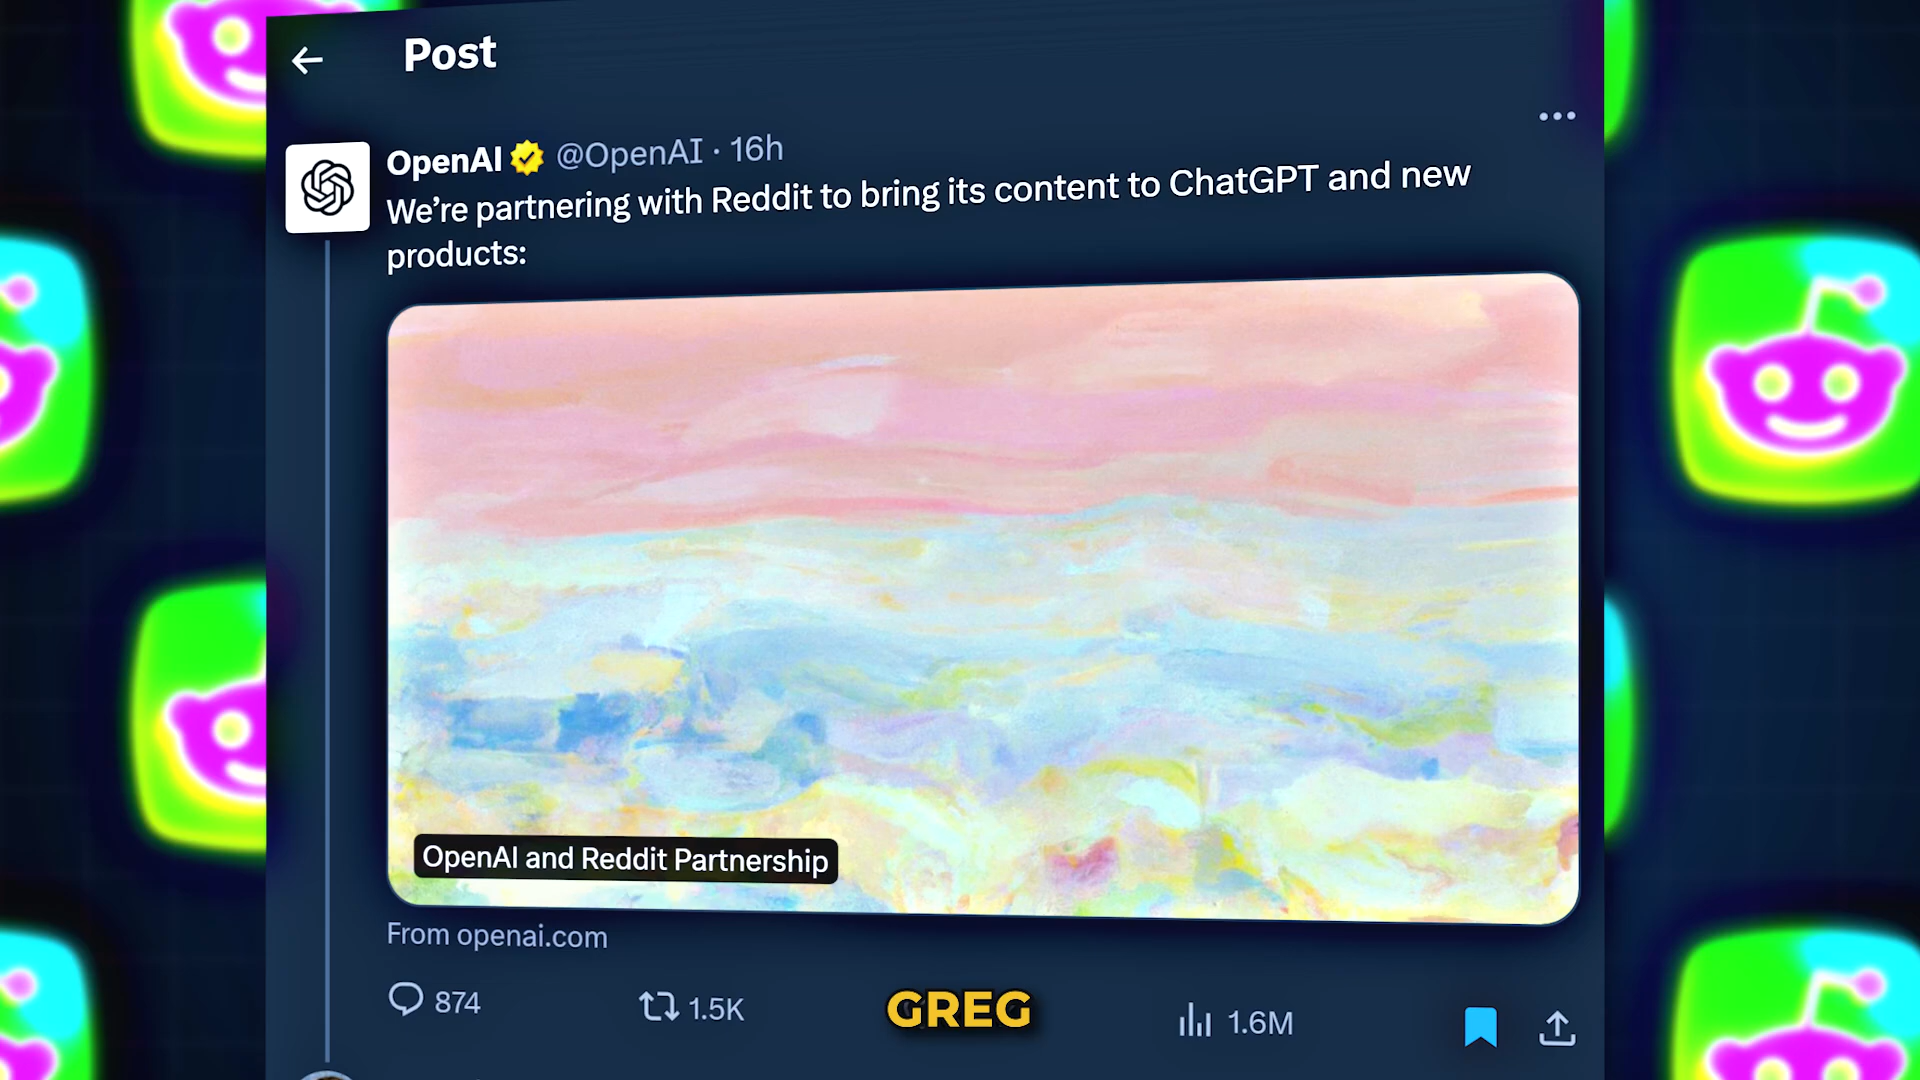 Post
OpenAI @OpenAI · 16h
We’re partnering with Reddit to bring its content to ChatGPT and new
products:
OpenAI and Reddit Partnership
From openai.com
874 1.5K 1.6M
GREG